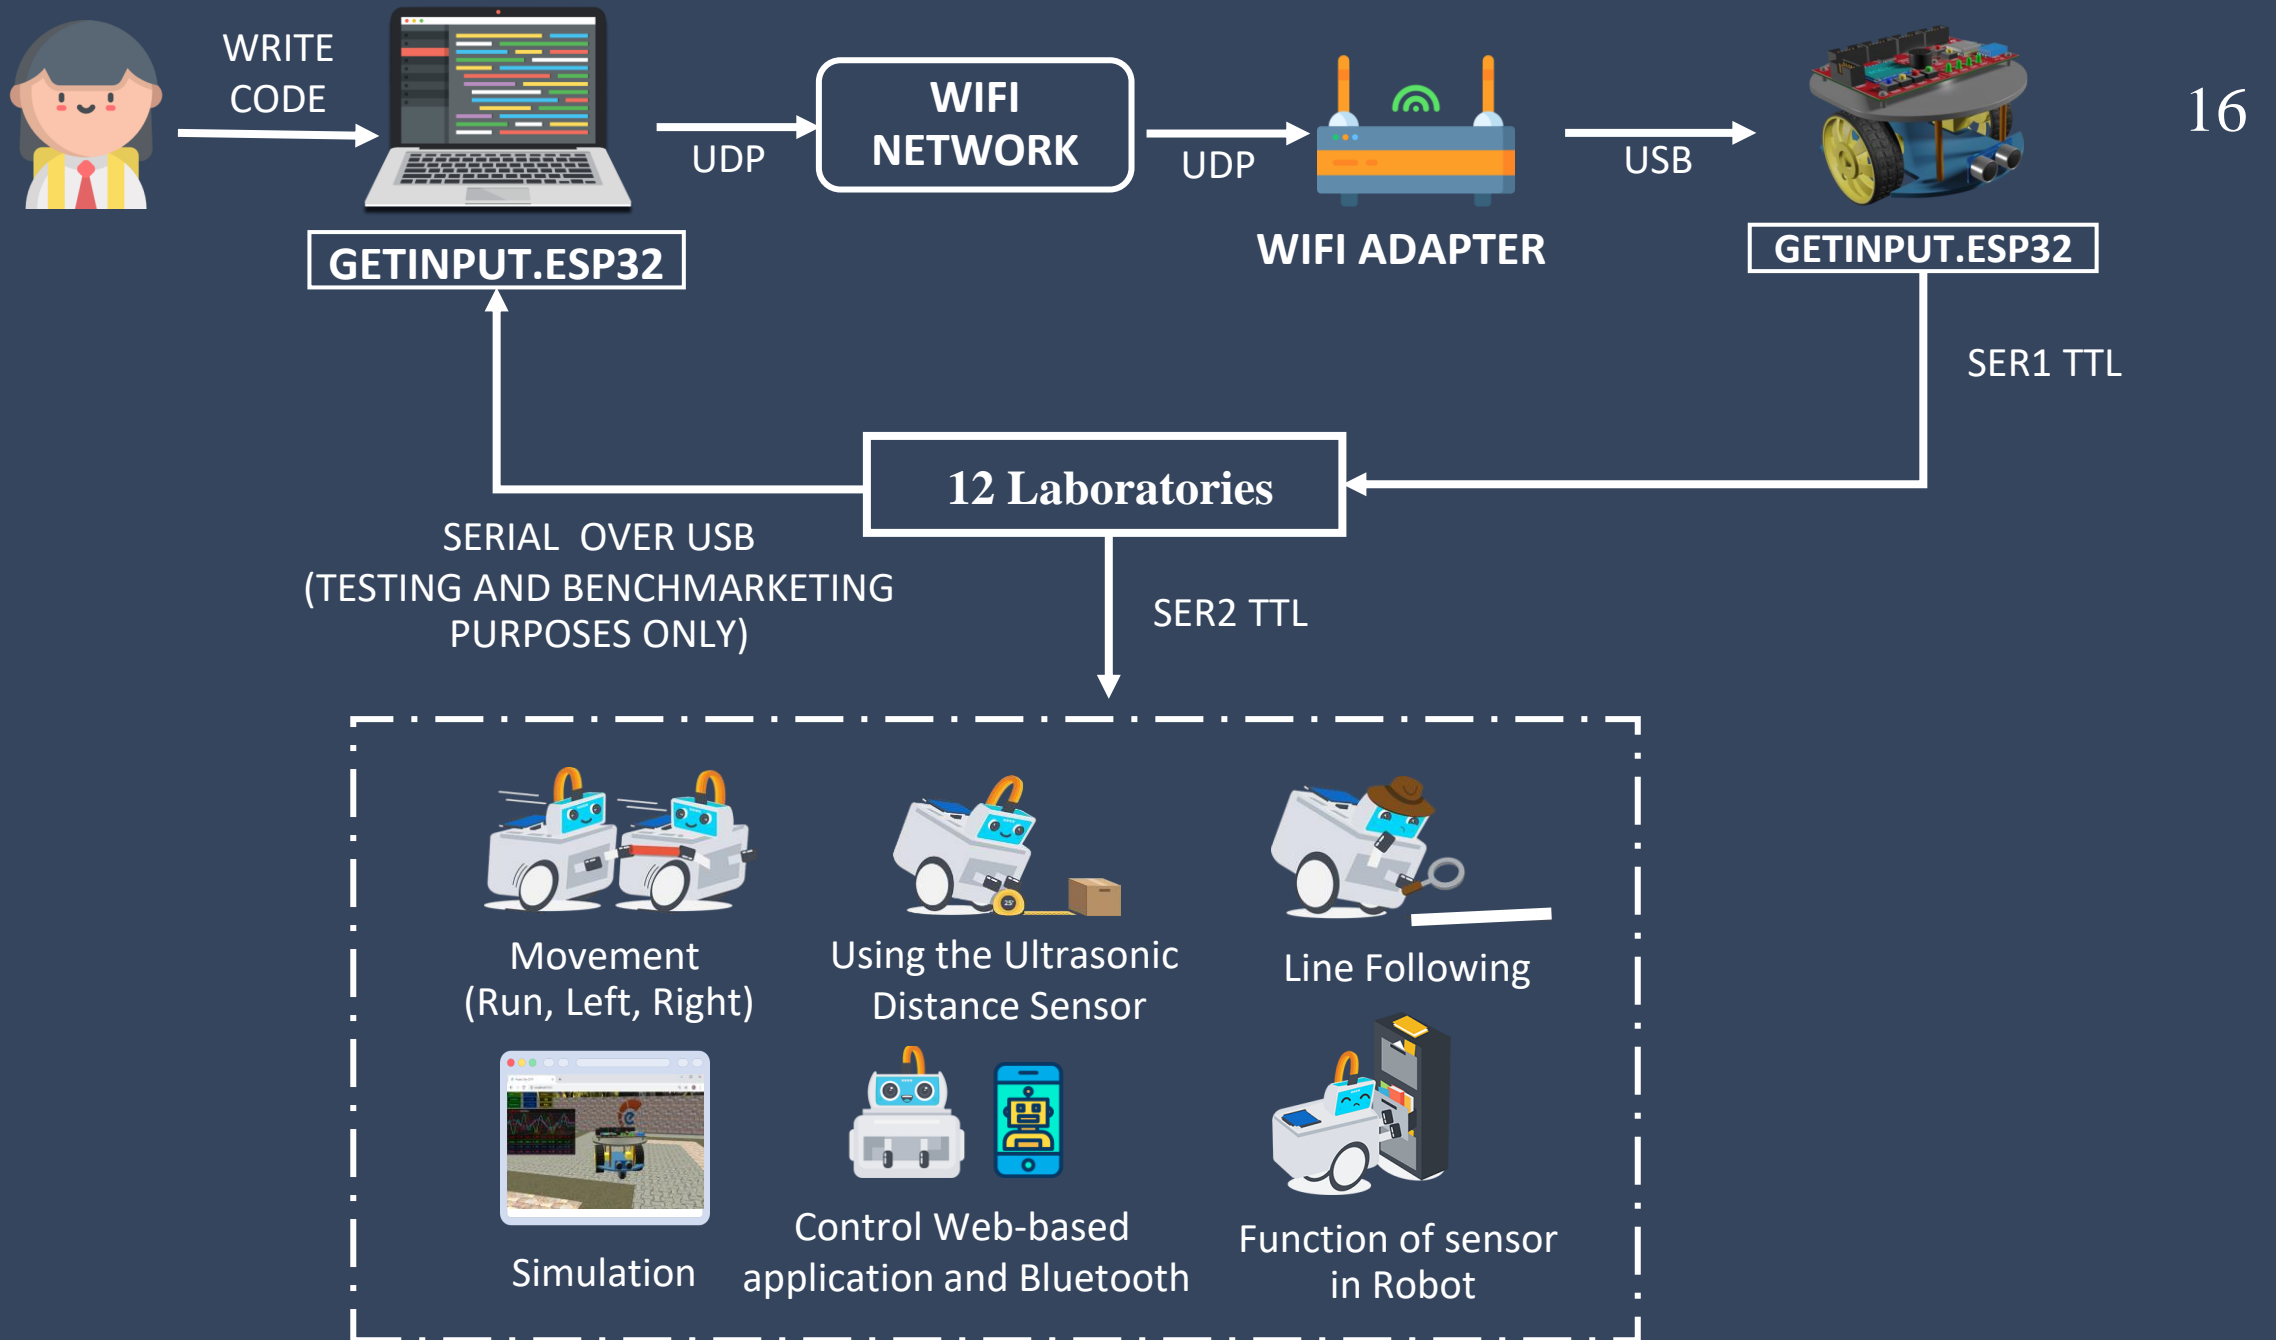 WRITE
CODE
UDP
WIFI
NETWORK
UDP
USB
16
GETINPUT.ESP32
WIFI ADAPTER
GETINPUT.ESP32
SER1 TTL
12 Laboratories
SERIAL OVER USB
(TESTING AND BENCHMARKETING
PURPOSES ONLY)
SER2 TTL
25'
Movement
(Run, Left, Right)
Using the Ultrasonic
Distance Sensor
Line Following
Simulation
Control Web-based
application and Bluetooth
Function of sensor
in Robot